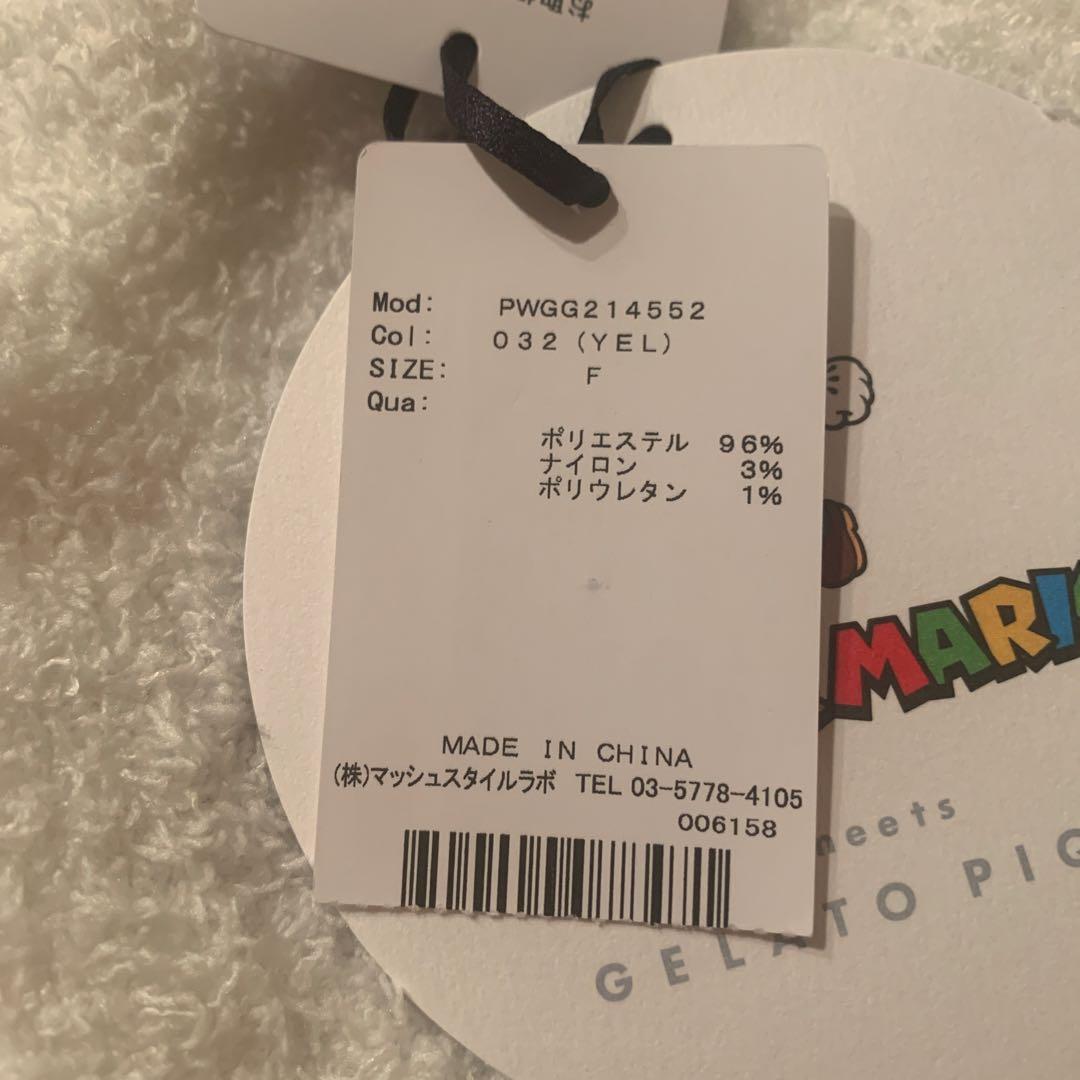 Mod: PWGG214552
Col: 032 (YEL)
SIZE: F
Qua:
ポリエステル 96%
ナイロン 3%
ポリウレタン 1%
MADE IN CHINA
(株)マッシュスタイルラボ TEL 03-5778-4105
006158
MARIO
meets
GELATO PIG